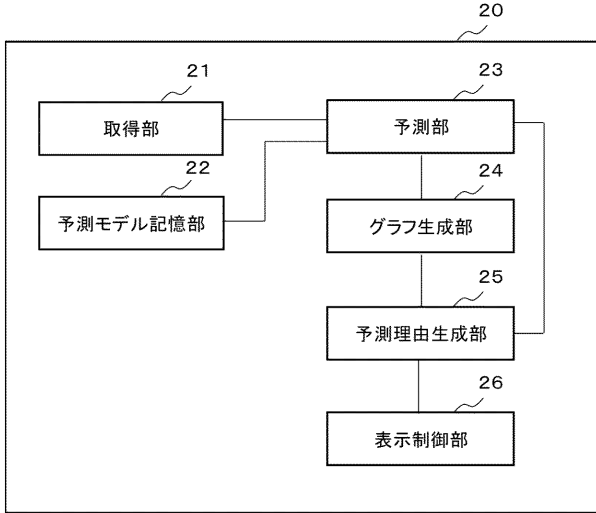 20
21
取得部
22
予測モデル記憶部
23
予測部
24
グラフ生成部
25
予測理由生成部
26
表示制御部